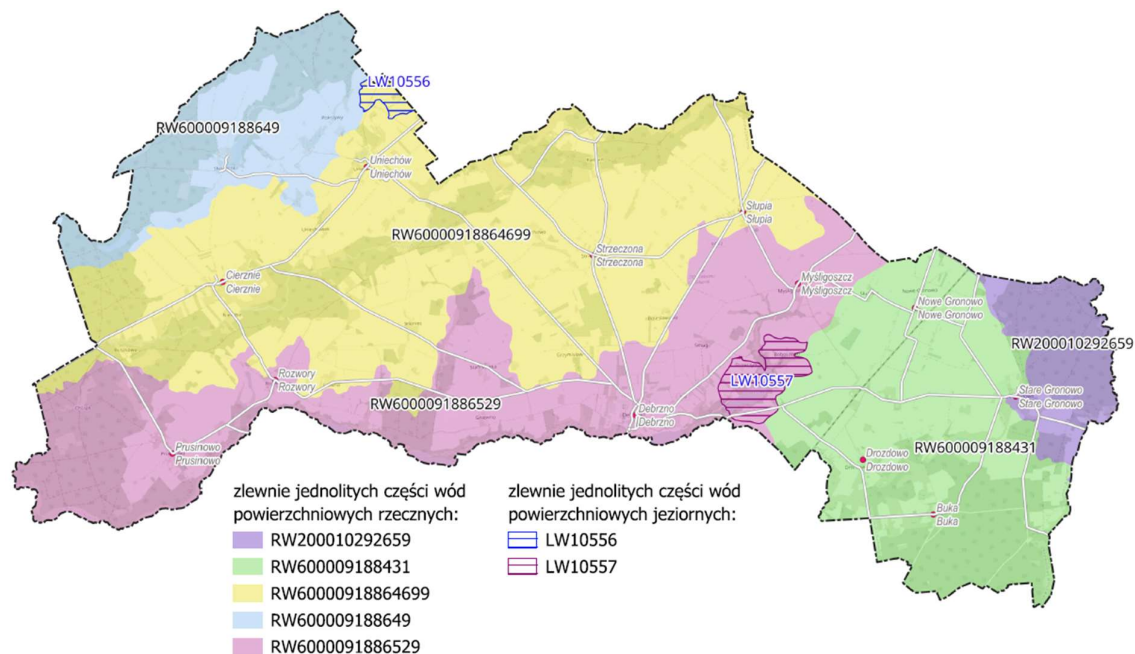 LW10556
RW600009188649
Uniechów
Uniechów
RW60000918864699
Słupia
Słupia
Strzeczona
Strzeczona
Cierznie
Cierznie
Myśligoszcz
Myśligoszcz
Nowe Gronowo
Nowe Gronowo
RW200010292659
Rozwory
Rozwory
LW10557
RW6000091886529
Stare Gronowo
Stare Gronowo
Debrzno
Debrzno
Prusinowo
Prusinowo
RW600009188431
Drozdowo
Drozdowo
Buka
Buka
zlewnie jednolitych części wód
powierzchniowych rzecznych:
RW200010292659
RW600009188431
RW60000918864699
RW600009188649
RW6000091886529
zlewnie jednolitych części wód
powierzchniowych jeziornych:
LW10556
LW10557